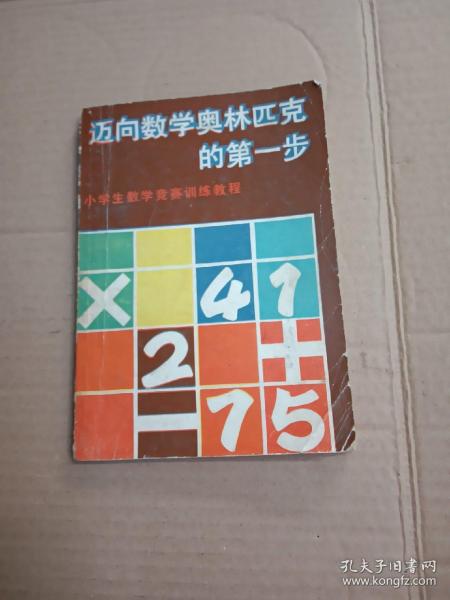 迈向数学奥林匹克
的第一步
小学生数学竞赛训练教程
× 4 1
2 +
- 7 5
孔夫子旧书网
www.kongfz.com